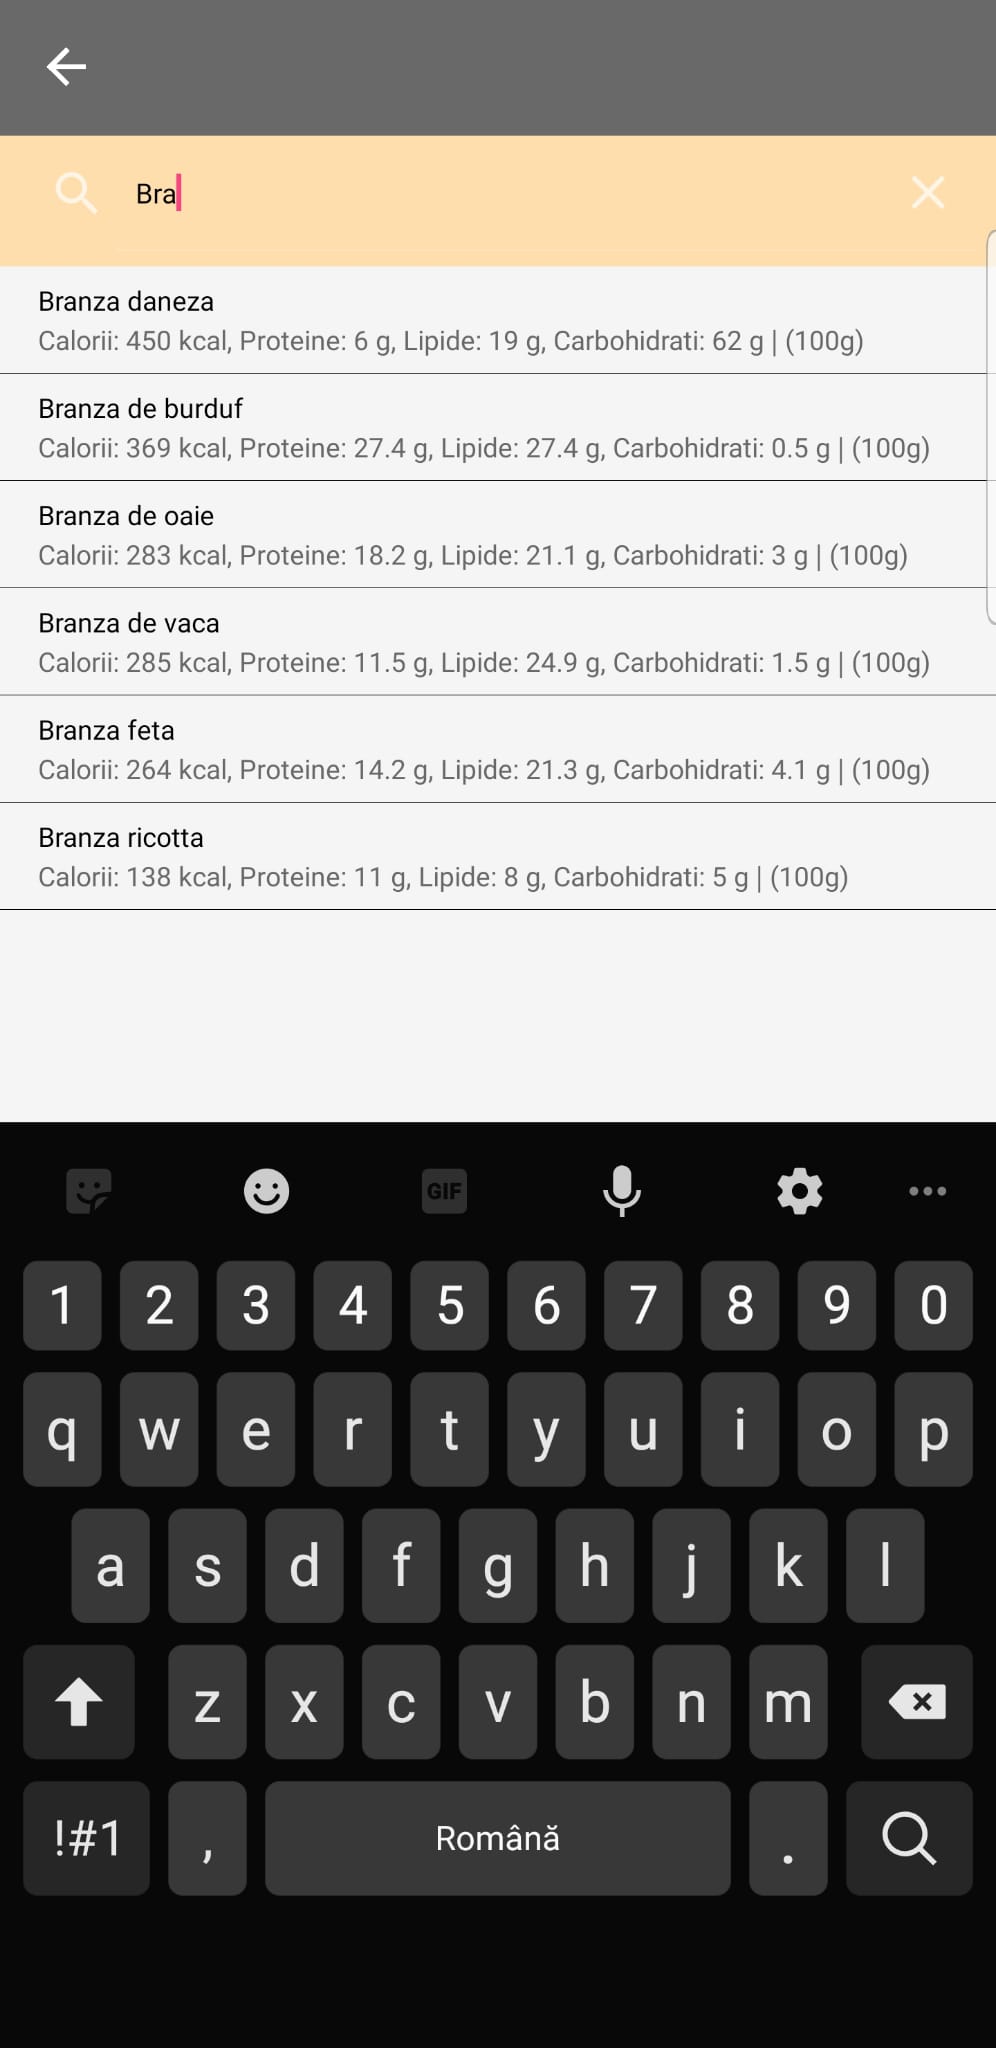 Bra
Branza daneza
Calorii: 450 kcal, Proteine: 6 g, Lipide: 19 g, Carbohidrati: 62 g | (100g)
Branza de burduf
Calorii: 369 kcal, Proteine: 27.4 g, Lipide: 27.4 g, Carbohidrati: 0.5 g | (100g)
Branza de oaie
Calorii: 283 kcal, Proteine: 18.2 g, Lipide: 21.1 g, Carbohidrati: 3 g | (100g)
Branza de vaca
Calorii: 285 kcal, Proteine: 11.5 g, Lipide: 24.9 g, Carbohidrati: 1.5 g | (100g)
Branza feta
Calorii: 264 kcal, Proteine: 14.2 g, Lipide: 21.3 g, Carbohidrati: 4.1 g | (100g)
Branza ricotta
Calorii: 138 kcal, Proteine: 11 g, Lipide: 8 g, Carbohidrati: 5 g | (100g)
GIF
1 2 3 4 5 6 7 8 9 0
q w e r t y u i o p
a s d f g h j k l
z x c v b n m
!#1 , Română .